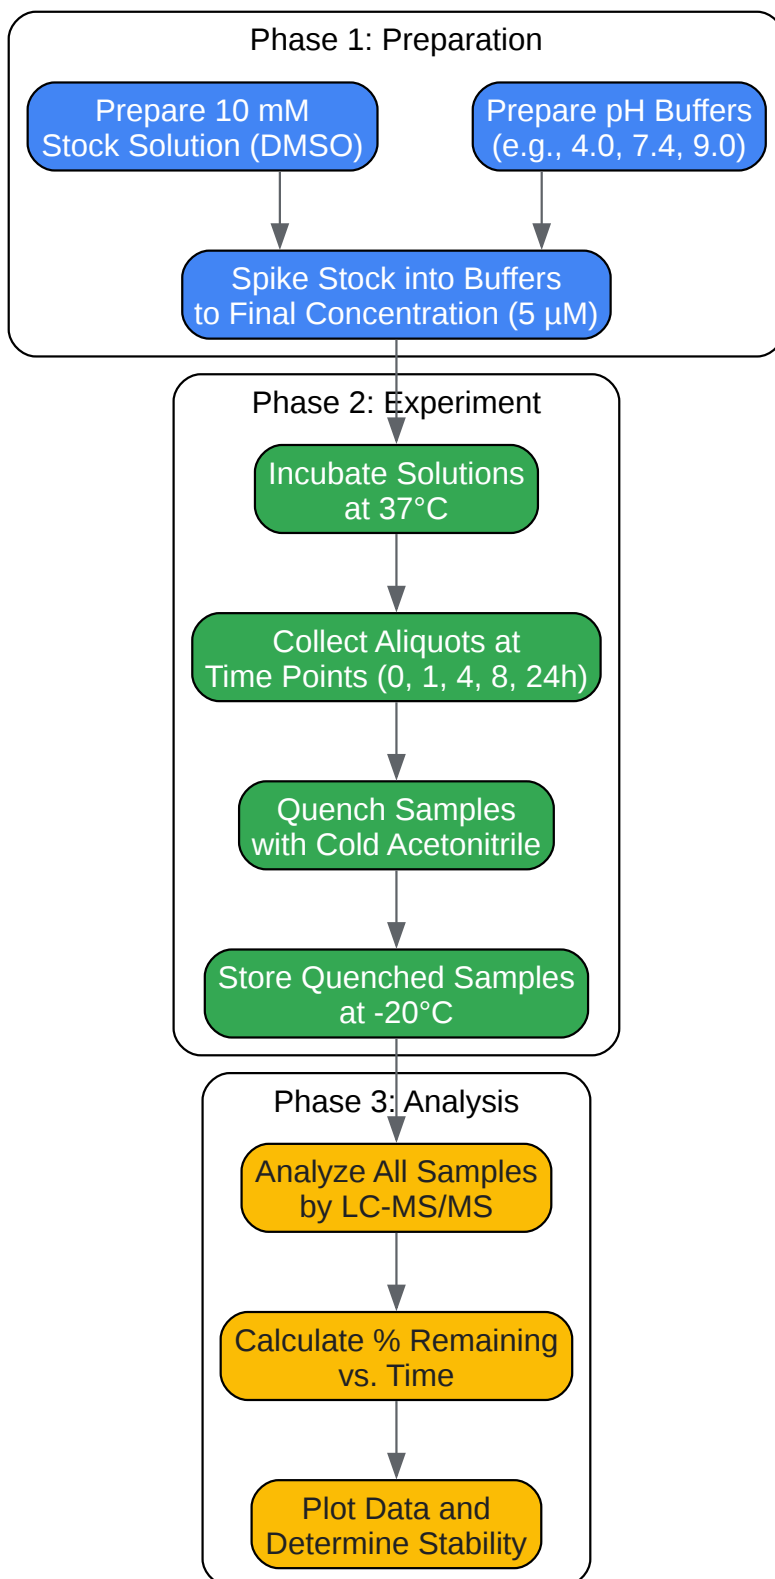 Phase 1: Preparation
Prepare 10 mM
Stock Solution (DMSO)
Prepare pH Buffers
(e.g., 4.0, 7.4, 9.0)
Spike Stock into Buffers
to Final Concentration (5 µM)
Phase 2: Experiment
Incubate Solutions
at 37°C
Collect Aliquots at
Time Points (0, 1, 4, 8, 24h)
Quench Samples
with Cold Acetonitrile
Store Quenched Samples
at -20°C
Phase 3: Analysis
Analyze All Samples
by LC-MS/MS
Calculate % Remaining
vs. Time
Plot Data and
Determine Stability